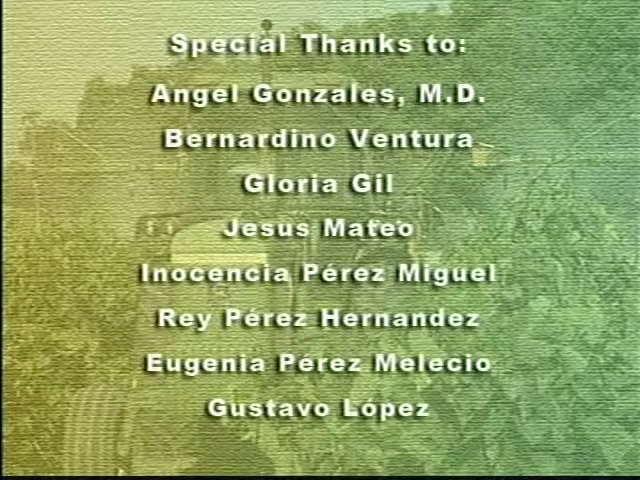 Special Thanks to:
Angel Gonzales, M.D.
Bernardino Ventura
Gloria Gil
Jesus Mateo
Inocencia Pérez Miguel
Rey Pérez Hernandez
Eugenia Pérez Melecio
Gustavo López